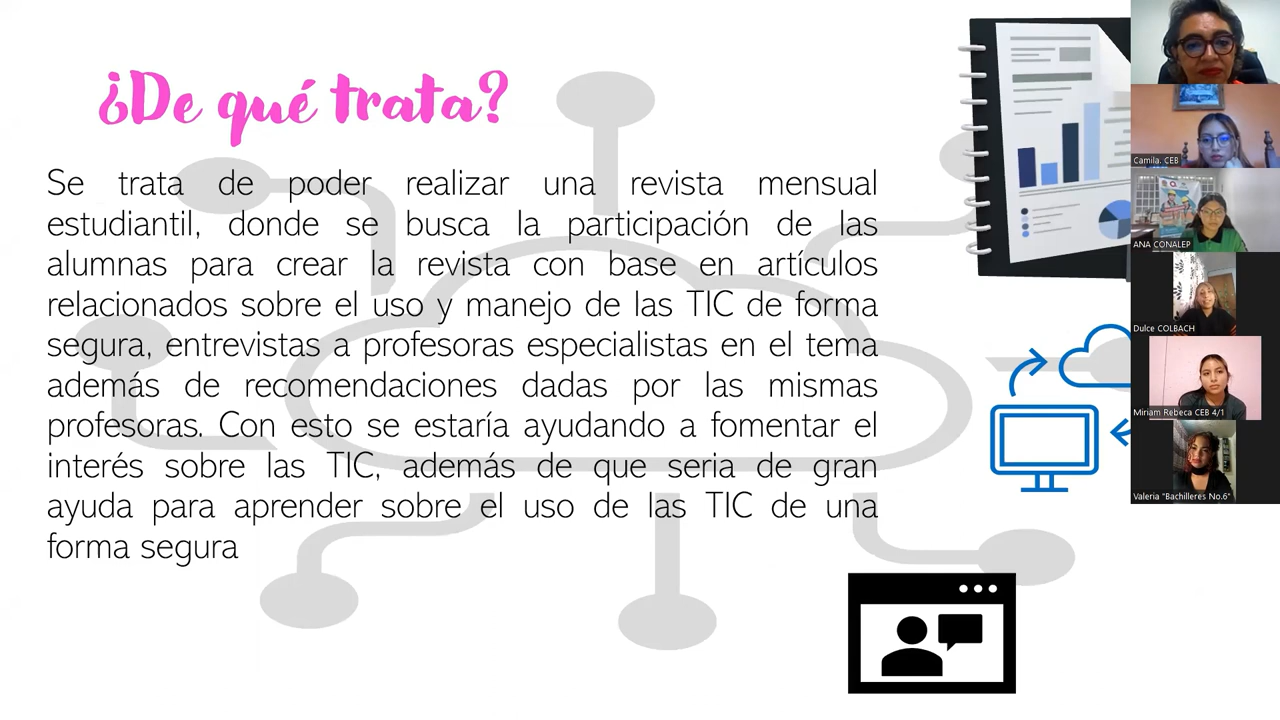 ¿De qué trata?
Se trata de poder realizar una revista mensual
estudiantil, donde se busca la participación de las
alumnas para crear la revista con base en artículos
relacionados sobre el uso y manejo de las TIC de forma
segura, entrevistas a profesoras especialistas en el tema
además de recomendaciones dadas por las mismas
profesoras. Con esto se estaría ayudando a fomentar el
interés sobre las TIC, además de que seria de gran
ayuda para aprender sobre el uso de las TIC de una
forma segura
Camila. CEB
ANA CONALEP
Dulce COLBACH
Miriam Rebeca CEB 4/1
Valeria "Bachilleres No.6"